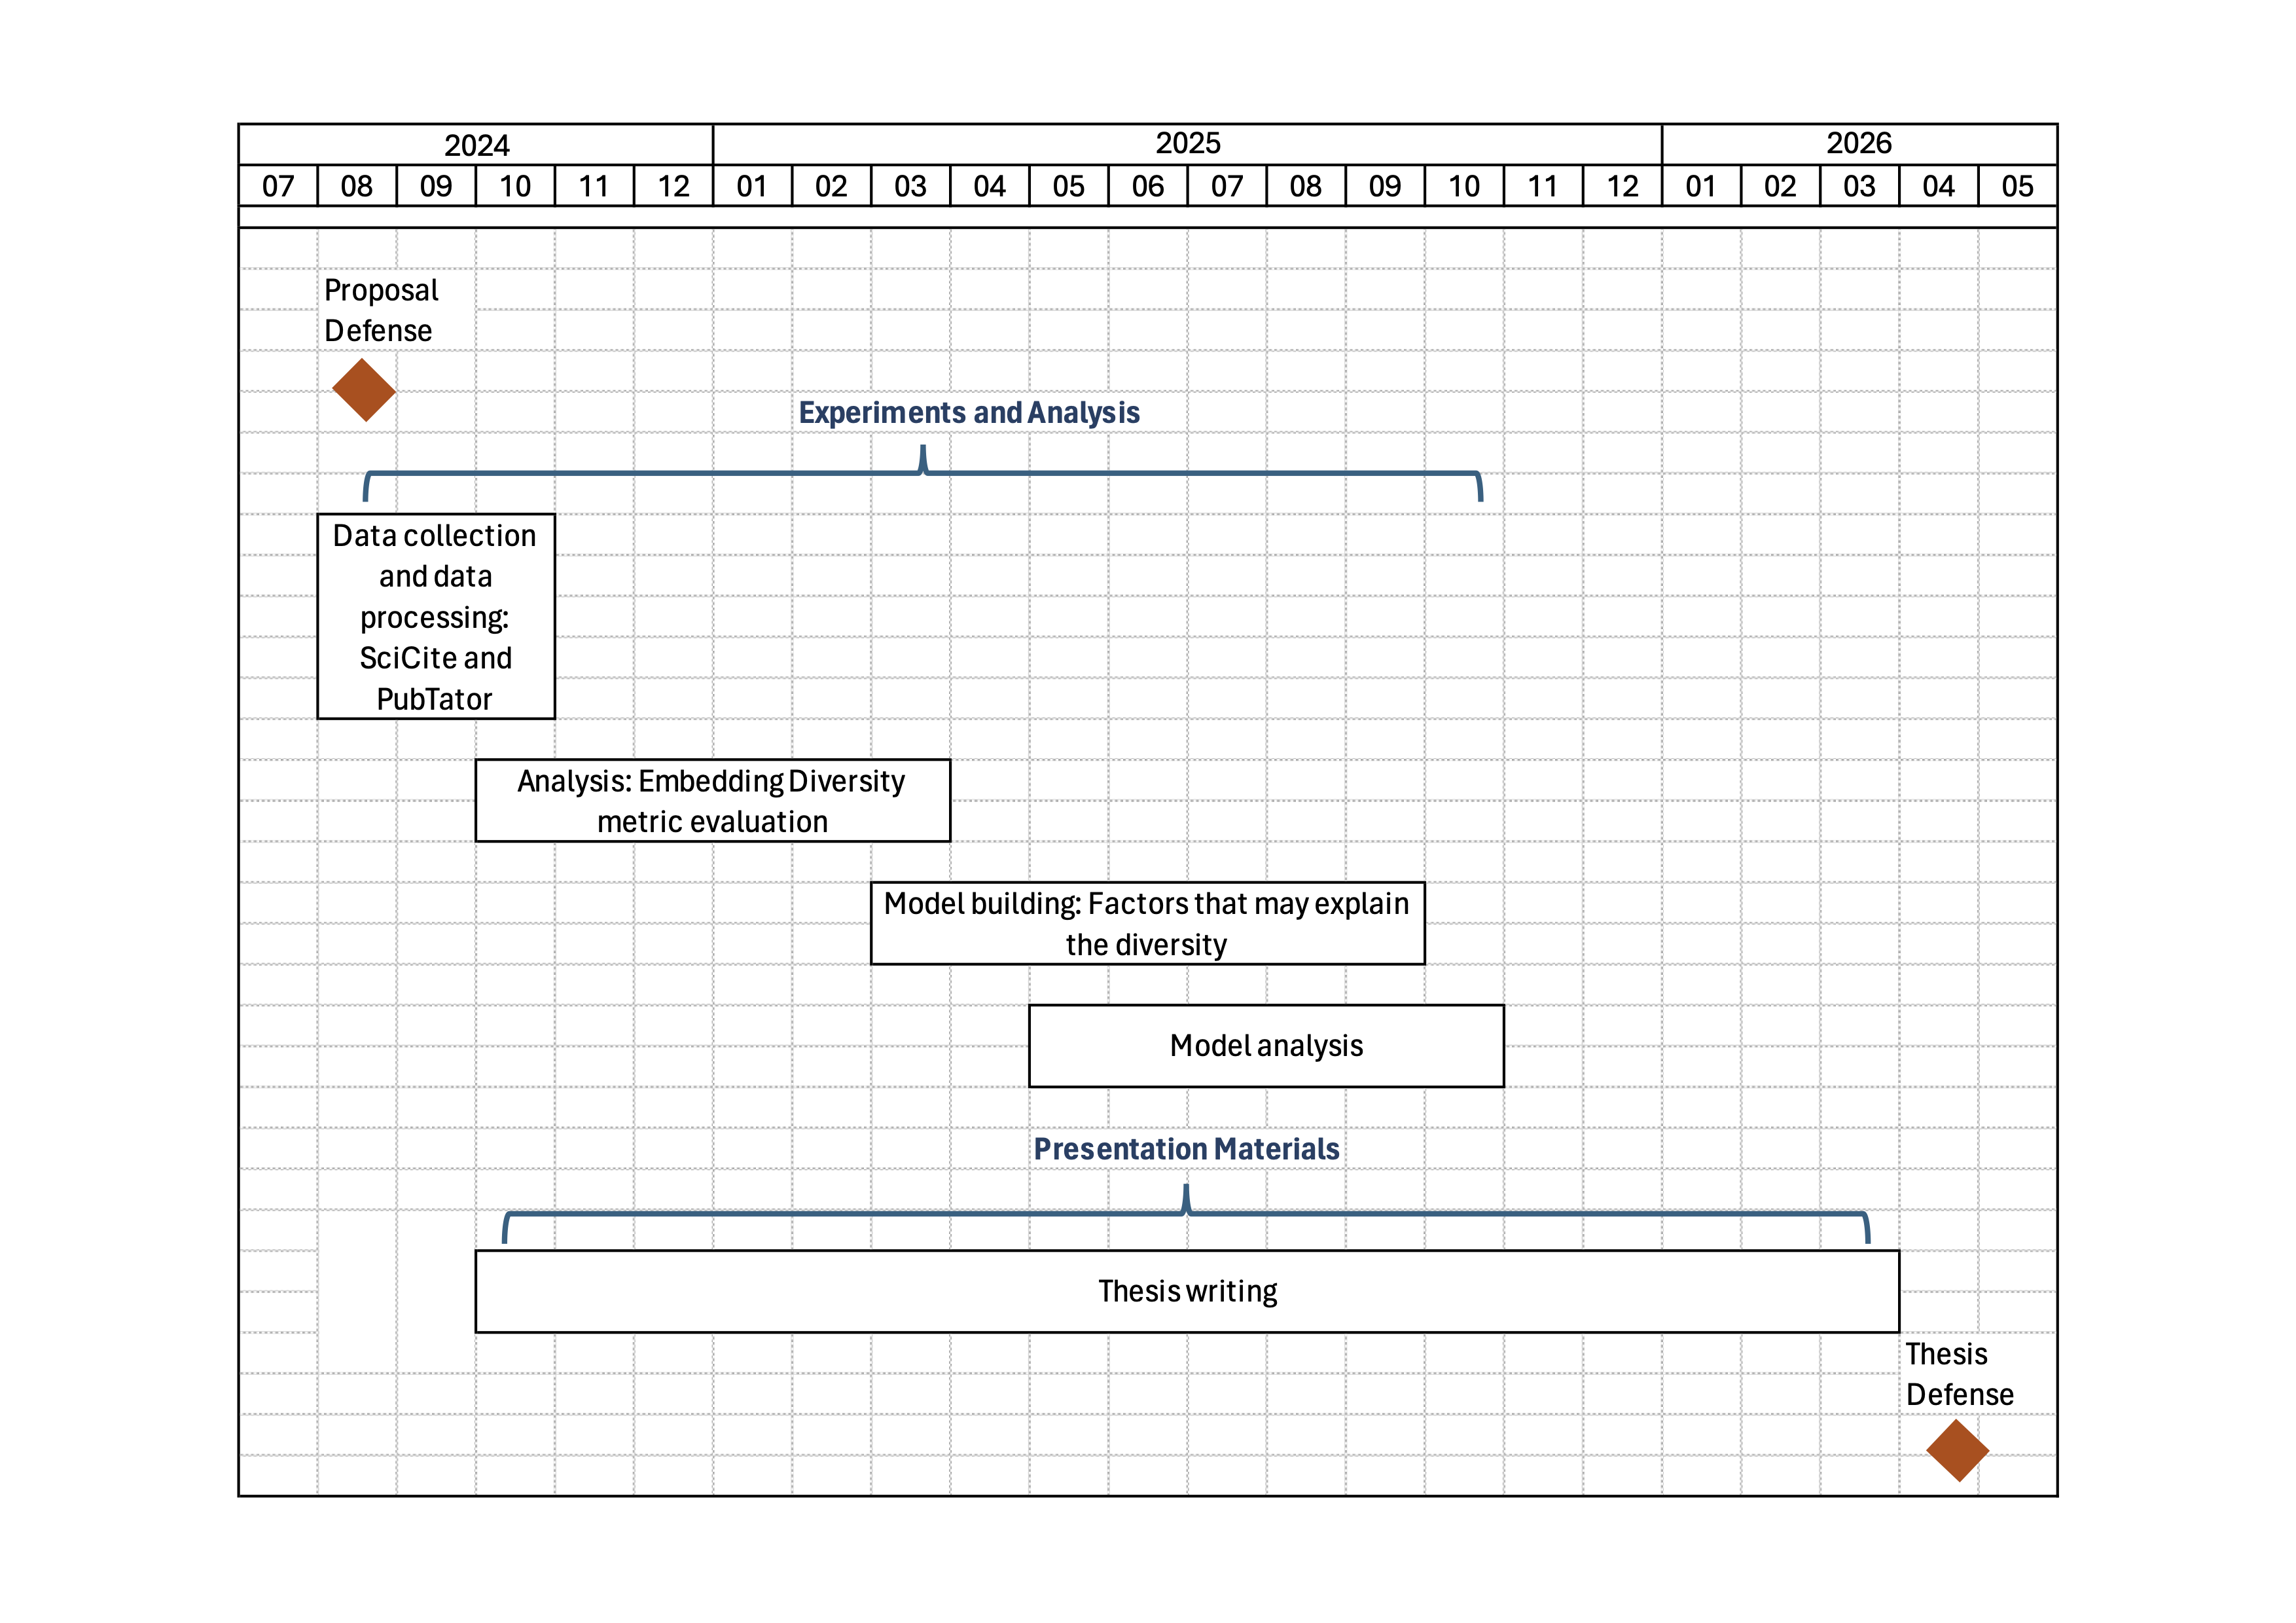 2024 2025 2026
07 08 09 10 11 12 01 02 03 04 05 06 07 08 09 10 11 12 01 02 03 04 05
Proposal
Defense
Experiments and Analysis
Data collection
and data
processing:
SciCite and
PubTator
Analysis: Embedding Diversity
metric evaluation
Model building: Factors that may explain
the diversity
Model analysis
Presentation Materials
Thesis writing
Thesis
Defense